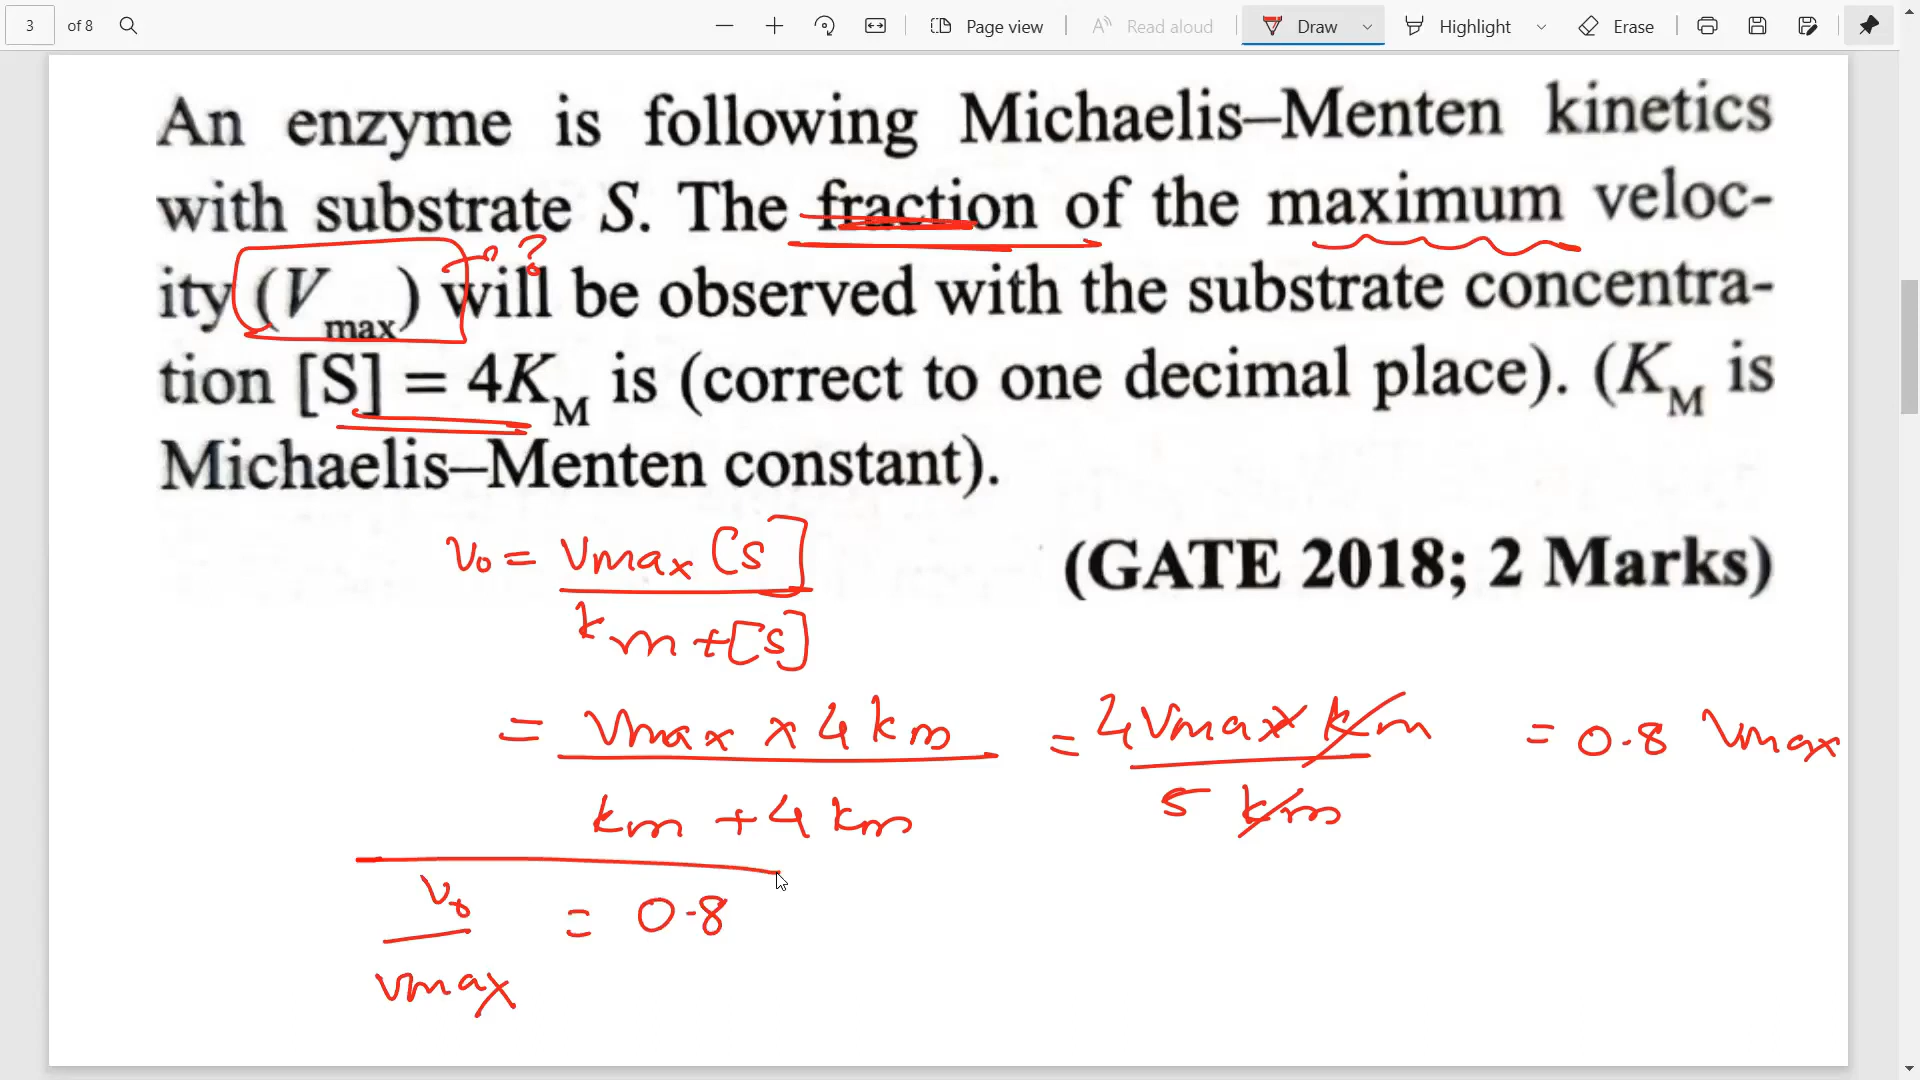 3 of 8 Page view Read aloud Draw Highlight Erase
An enzyme is following Michaelis–Menten kinetics
with substrate S. The fraction of the maximum veloc-
ity (Vmax) will be observed with the substrate concentra-
tion [S] = 4KM is (correct to one decimal place). (KM is
Michaelis–Menten constant).
(GATE 2018; 2 Marks)
v0 = vmax [S]
km + [S]
= vmax x 4 km = 4 vmax km = 0.8 vmax
km + 4 km 5 km
v0 = 0.8
vmax